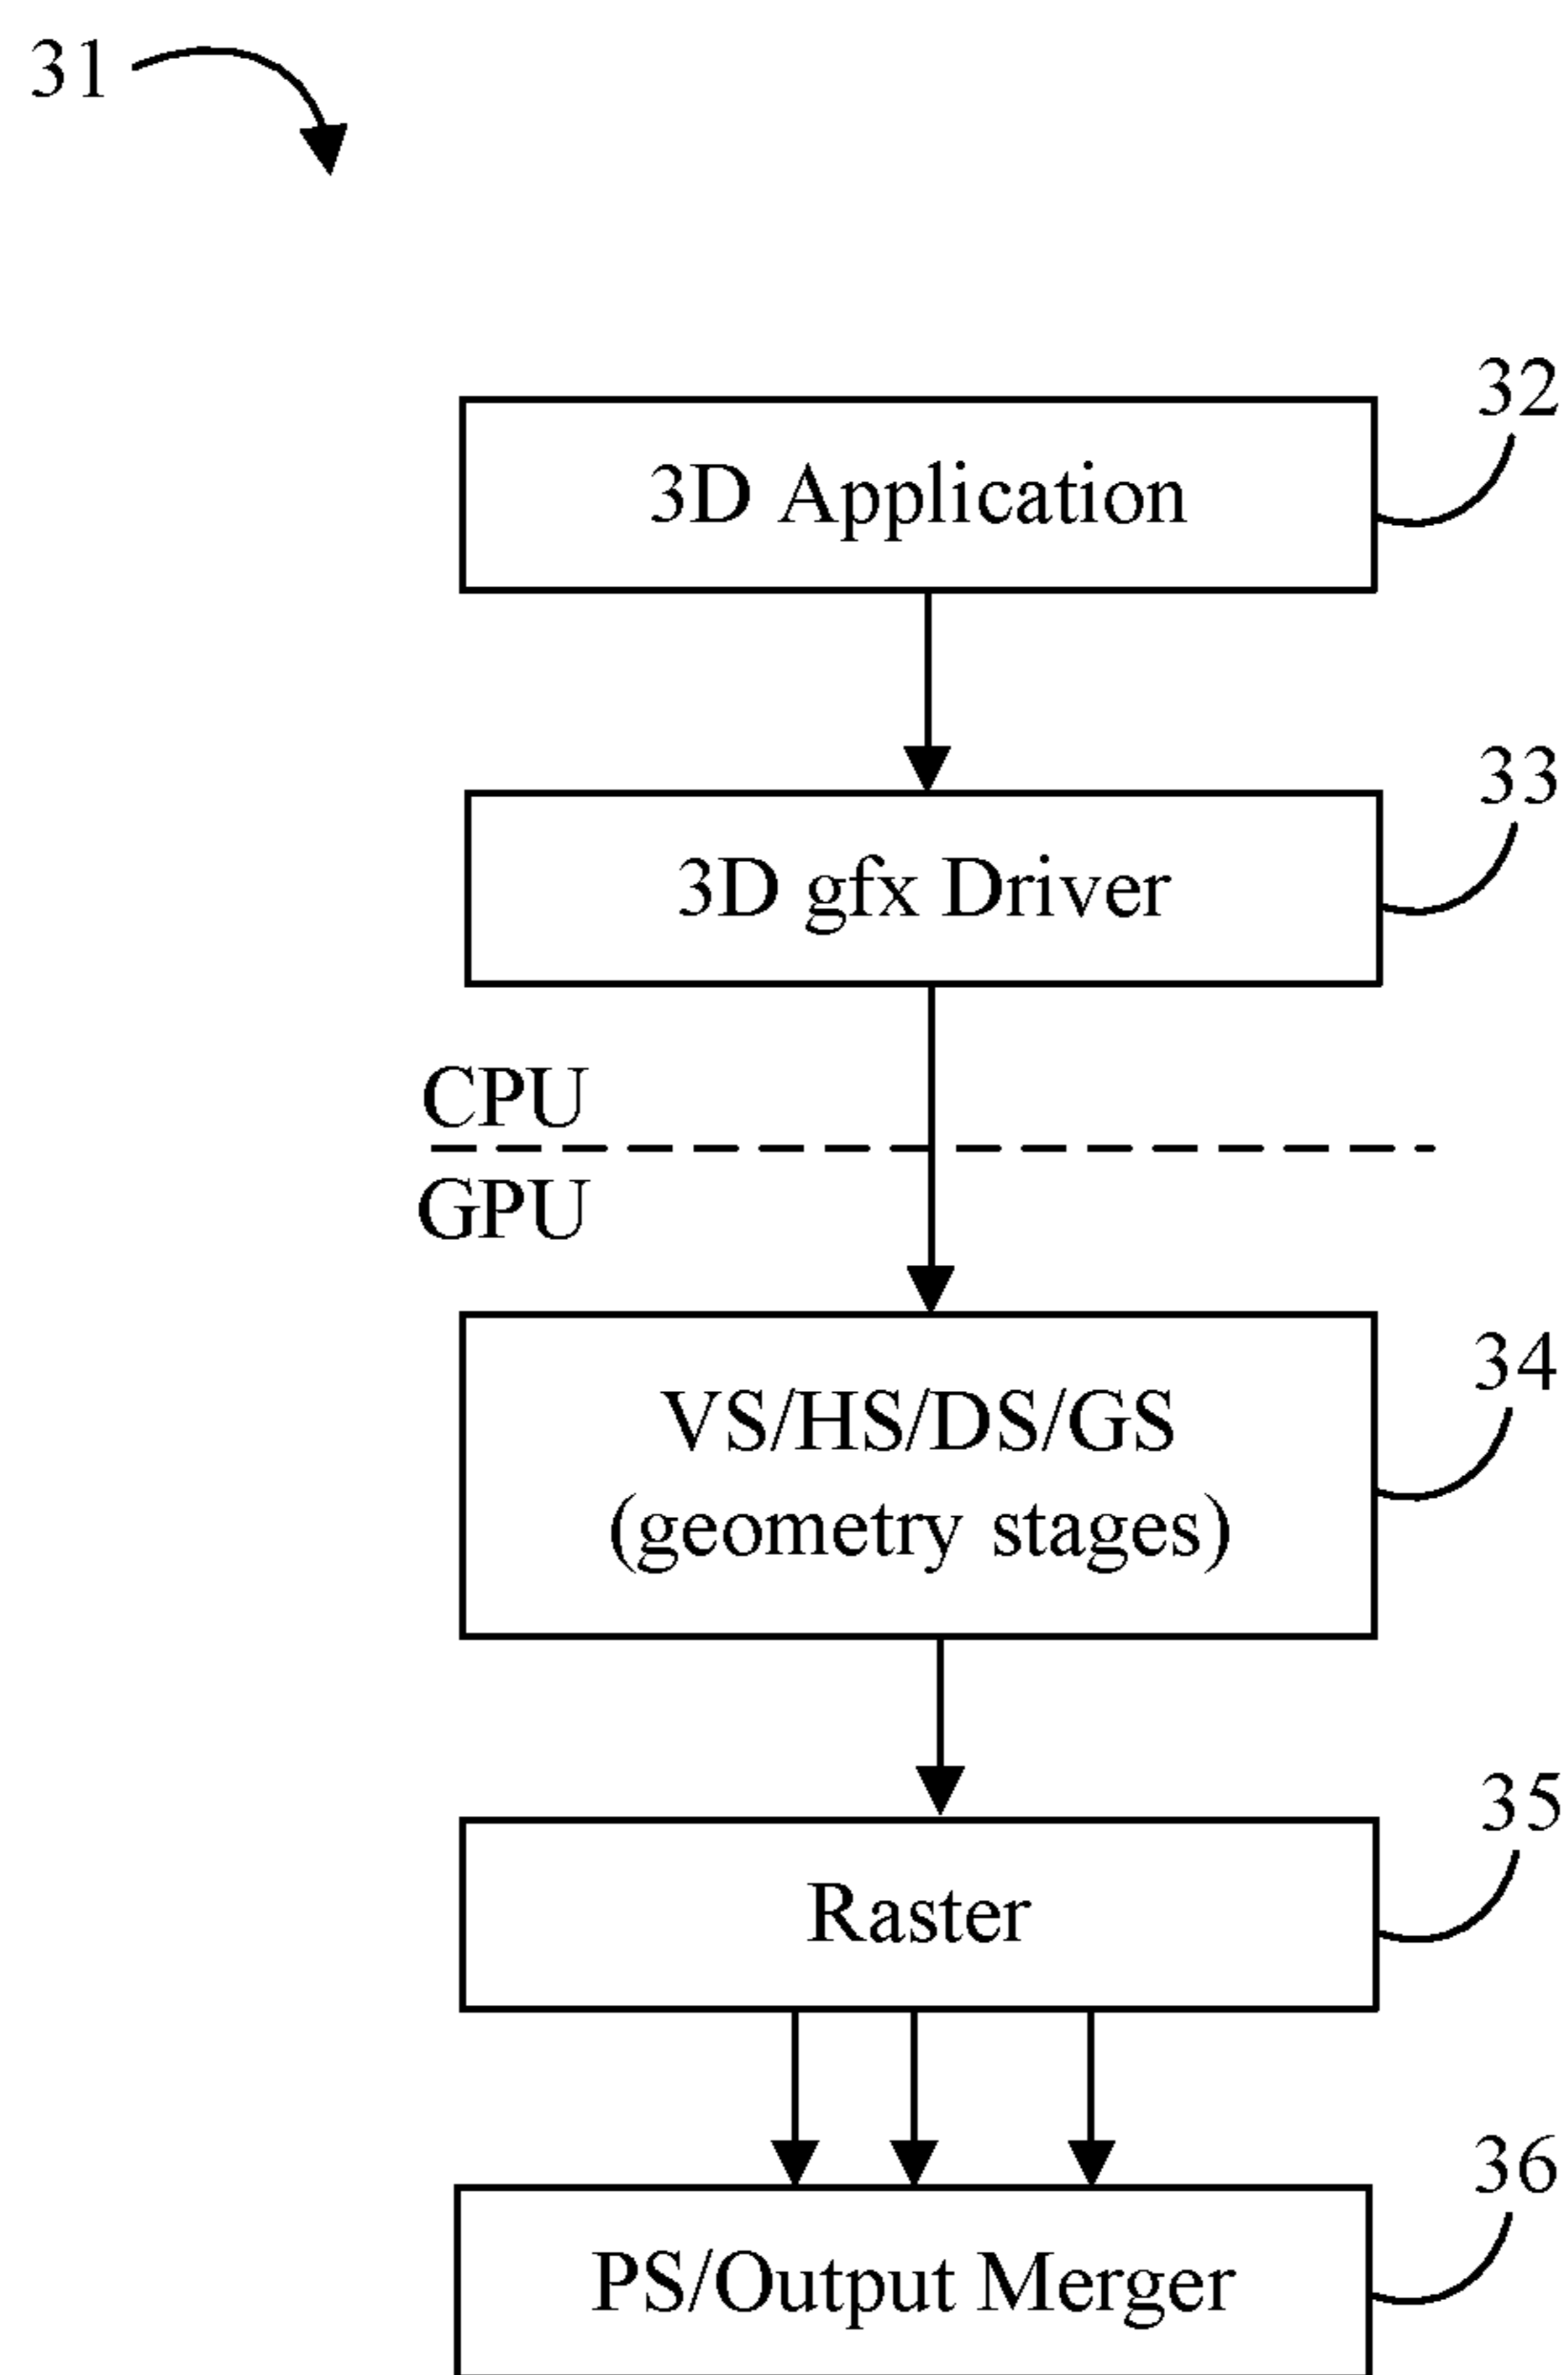 31
32
3D Application
33
3D gfx Driver
CPU
GPU
34
VS/HS/DS/GS
(geometry stages)
35
Raster
36
PS/Output Merger